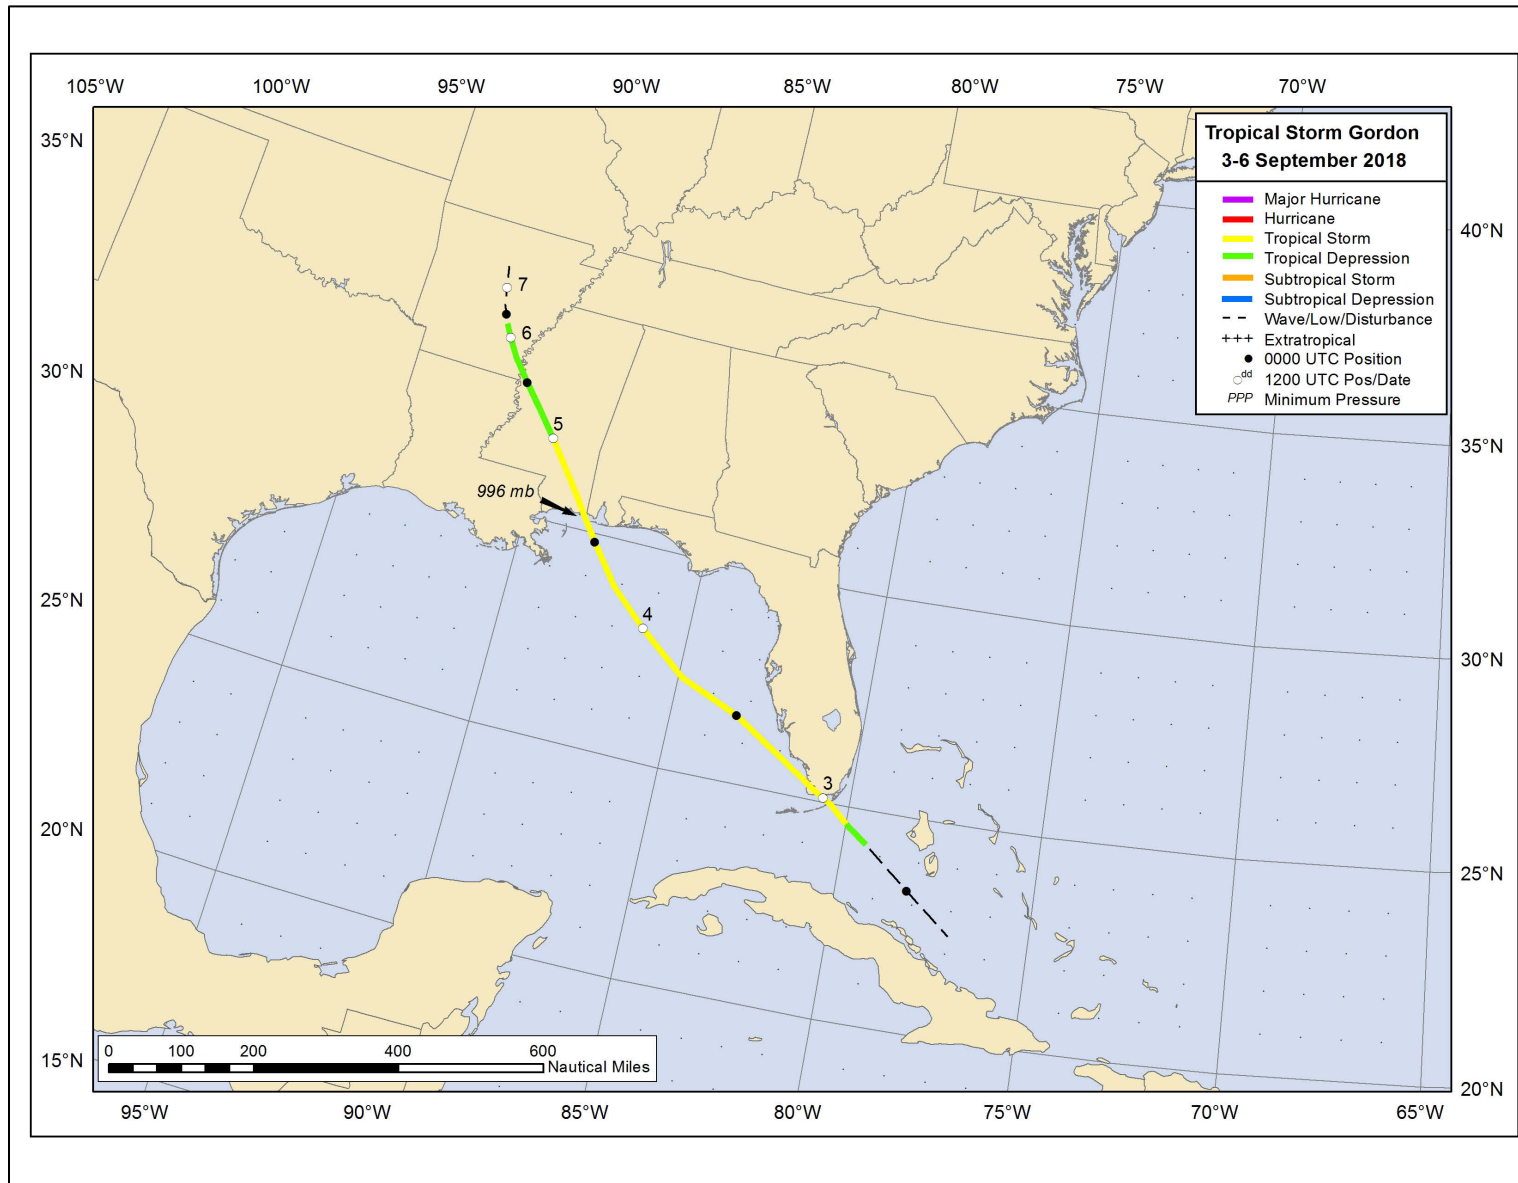 105°W 100°W 95°W 90°W 85°W 80°W 75°W 70°W
35°N
30°N
25°N
20°N
15°N
Tropical Storm Gordon
3-6 September 2018
Major Hurricane
Hurricane
Tropical Storm
Tropical Depression
Subtropical Storm
Subtropical Depression
Wave/Low/Disturbance
+++ Extratropical
0000 UTC Position
dd 1200 UTC Pos/Date
PPP Minimum Pressure
40°N
35°N
30°N
25°N
20°N
7
6
5
996 mb
4
3
0 100 200 400 600
Nautical Miles
95°W 90°W 85°W 80°W 75°W 70°W 65°W